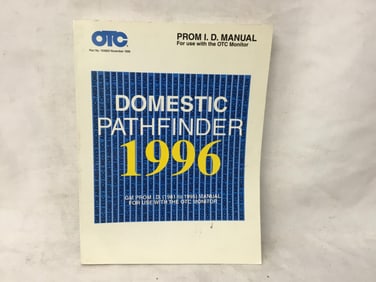 OTC
PROM I. D. MANUAL
For use with the OTC Monitor
DOMESTIC
PATHFINDER
1996
GM PROM I.D. (1981 to 1996) MANUAL
FOR USE WITH THE OTC MONITOR